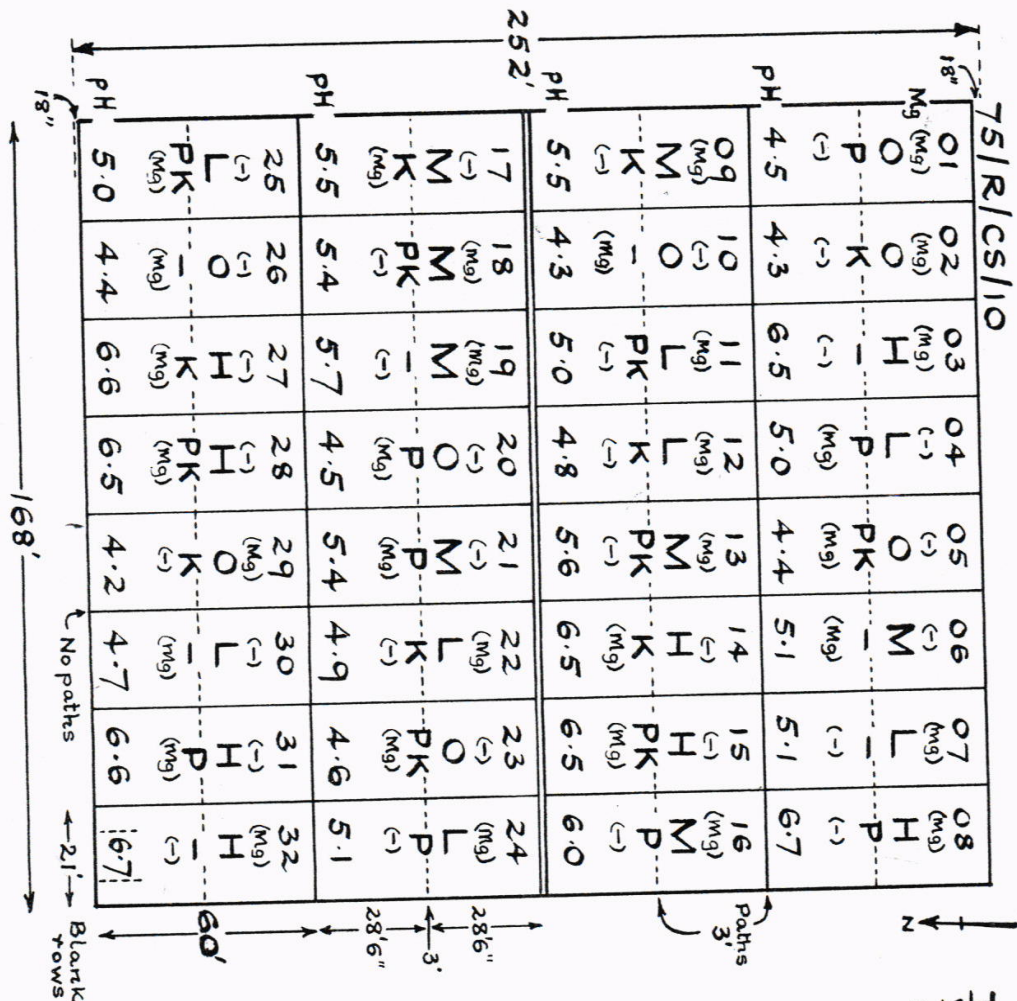 75/R/CS/10
252'
18"
Mg
01 02 03 04 05 06 07 08
(Mg) (Mg) (Mg) (-) (-) (-) (Mg) (Mg)
O O H L O M L H
P K - P PK - - P
(-) (-) (-) (Mg) (Mg) (Mg) (-) (-)
pH 4.5 4.3 6.5 5.0 4.4 5.1 5.1 6.7
09 10 11 12 13 14 15 16
(Mg) (-) (Mg) (Mg) (Mg) (-) (-) (Mg)
M O L L M H H M
K - PK K PK K PK P
(-) (Mg) (-) (-) (-) (Mg) (Mg) (-)
pH 5.5 4.3 5.0 4.8 5.6 6.5 6.5 6.0
17 18 19 20 21 22 23 24
(-) (Mg) (Mg) (-) (-) (Mg) (-) (Mg)
M M M O M L O L
K PK - P P K PK P
(Mg) (-) (-) (Mg) (Mg) (-) (Mg) (-)
pH 5.5 5.4 5.7 4.5 5.4 4.9 4.6 5.1
25 26 27 28 29 30 31 32
(-) (-) (-) (-) (Mg) (-) (-) (Mg)
L O H H O L H H
PK - K PK K - P -
(Mg) (Mg) (Mg) (Mg) (-) (Mg) (Mg) (-)
pH 5.0 4.4 6.6 6.5 4.2 4.7 6.6 6.7
18"
168'
No paths
21'
Blank
rows
60'
28'6"
3'
28'6"
Paths
3'
N